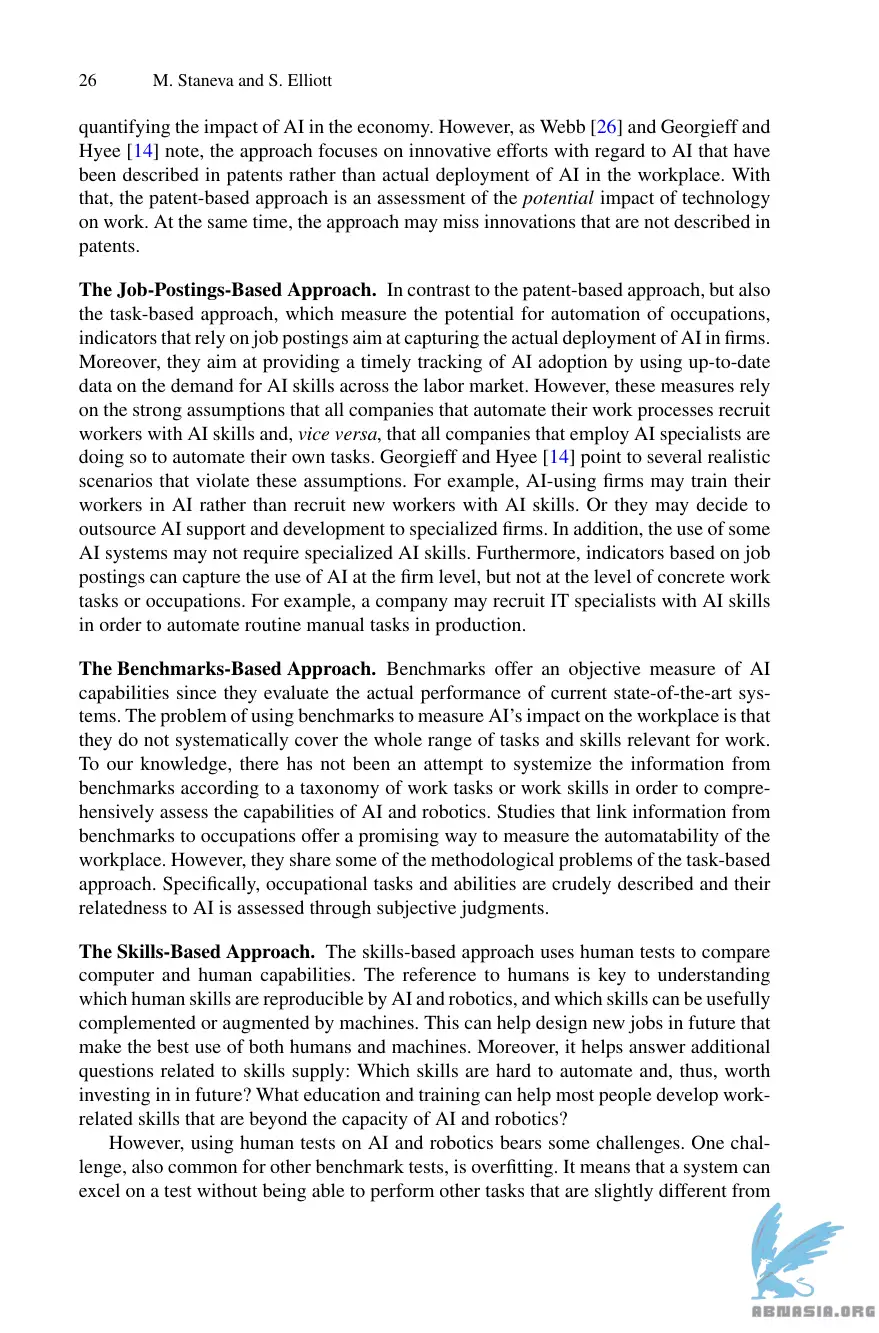 26 M. Staneva and S. Elliott
quantifying the impact of AI in the economy. However, as Webb [26] and Georgieff and
Hyee [14] note, the approach focuses on innovative efforts with regard to AI that have
been described in patents rather than actual deployment of AI in the workplace. With
that, the patent-based approach is an assessment of the potential impact of technology
on work. At the same time, the approach may miss innovations that are not described in
patents.
The Job-Postings-Based Approach. In contrast to the patent-based approach, but also
the task-based approach, which measure the potential for automation of occupations,
indicators that rely on job postings aim at capturing the actual deployment of AI in firms.
Moreover, they aim at providing a timely tracking of AI adoption by using up-to-date
data on the demand for AI skills across the labor market. However, these measures rely
on the strong assumptions that all companies that automate their work processes recruit
workers with AI skills and, vice versa, that all companies that employ AI specialists are
doing so to automate their own tasks. Georgieff and Hyee [14] point to several realistic
scenarios that violate these assumptions. For example, AI-using firms may train their
workers in AI rather than recruit new workers with AI skills. Or they may decide to
outsource AI support and development to specialized firms. In addition, the use of some
AI systems may not require specialized AI skills. Furthermore, indicators based on job
postings can capture the use of AI at the firm level, but not at the level of concrete work
tasks or occupations. For example, a company may recruit IT specialists with AI skills
in order to automate routine manual tasks in production.
The Benchmarks-Based Approach. Benchmarks offer an objective measure of AI
capabilities since they evaluate the actual performance of current state-of-the-art sys-
tems. The problem of using benchmarks to measure AI's impact on the workplace is that
they do not systematically cover the whole range of tasks and skills relevant for work.
To our knowledge, there has not been an attempt to systemize the information from
benchmarks according to a taxonomy of work tasks or work skills in order to compre-
hensively assess the capabilities of AI and robotics. Studies that link information from
benchmarks to occupations offer a promising way to measure the automatability of the
workplace. However, they share some of the methodological problems of the task-based
approach. Specifically, occupational tasks and abilities are crudely described and their
relatedness to AI is assessed through subjective judgments.
The Skills-Based Approach. The skills-based approach uses human tests to compare
computer and human capabilities. The reference to humans is key to understanding
which human skills are reproducible by AI and robotics, and which skills can be usefully
complemented or augmented by machines. This can help design new jobs in future that
make the best use of both humans and machines. Moreover, it helps answer additional
questions related to skills supply: Which skills are hard to automate and, thus, worth
investing in in future? What education and training can help most people develop work-
related skills that are beyond the capacity of AI and robotics?
However, using human tests on AI and robotics bears some challenges. One chal-
lenge, also common for other benchmark tests, is overfitting. It means that a system can
excel on a test without being able to perform other tasks that are slightly different from
ABNASIA.ORG